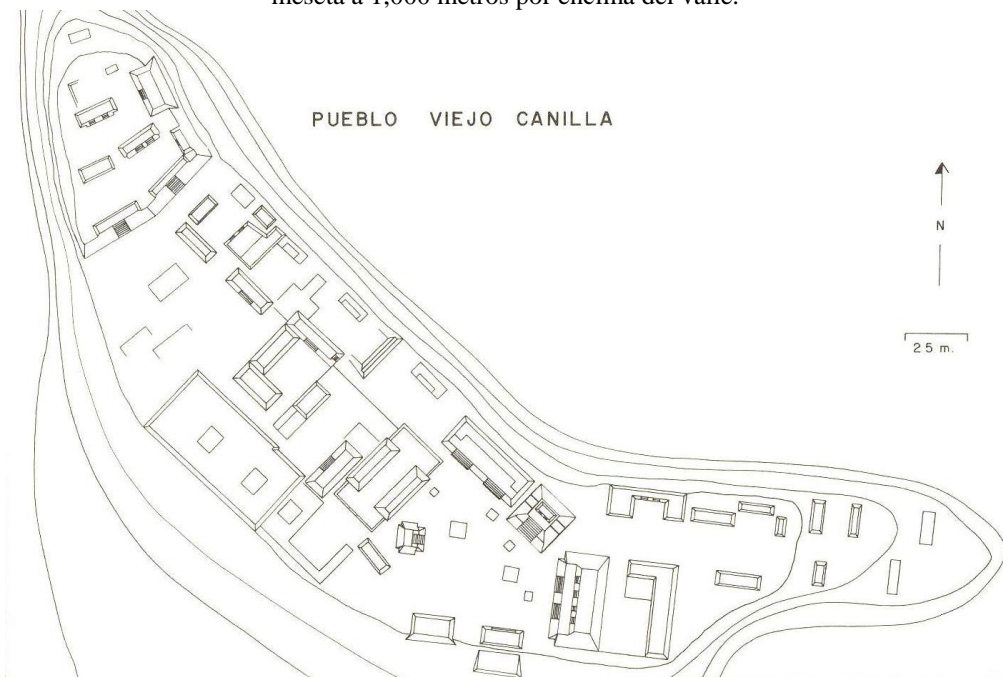 meseta a 1,000 metros por encima del valle.
PUEBLO VIEJO CANILLA
N
25 m.